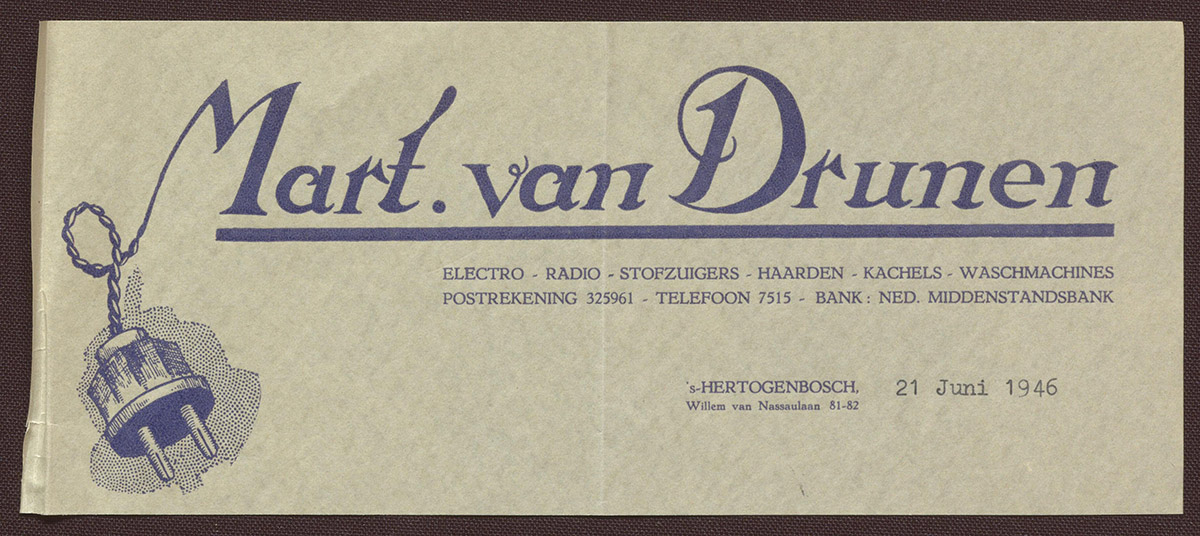 Mart. van Drunen
ELECTRO - RADIO - STOFZUIGERS - HAARDEN - KACHELS - WASCHMACHINES
POSTREKENING 325961 - TELEFOON 7515 - BANK: NED. MIDDENSTANDSBANK
's-HERTOGENBOSCH, 21 Juni 1946
Willem van Nassaulaan 81-82